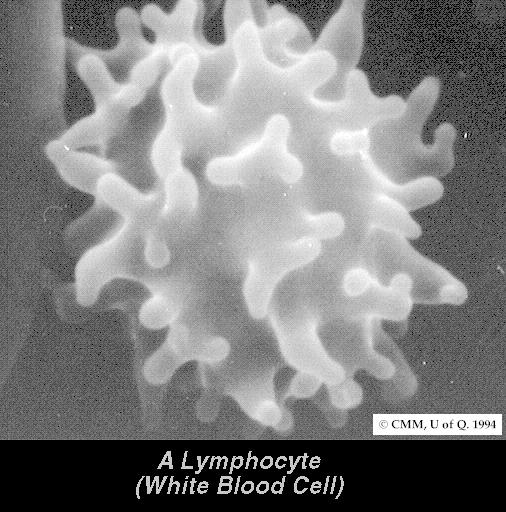 © CMM, U of Q. 1994
A Lymphocyte
(White Blood Cell)